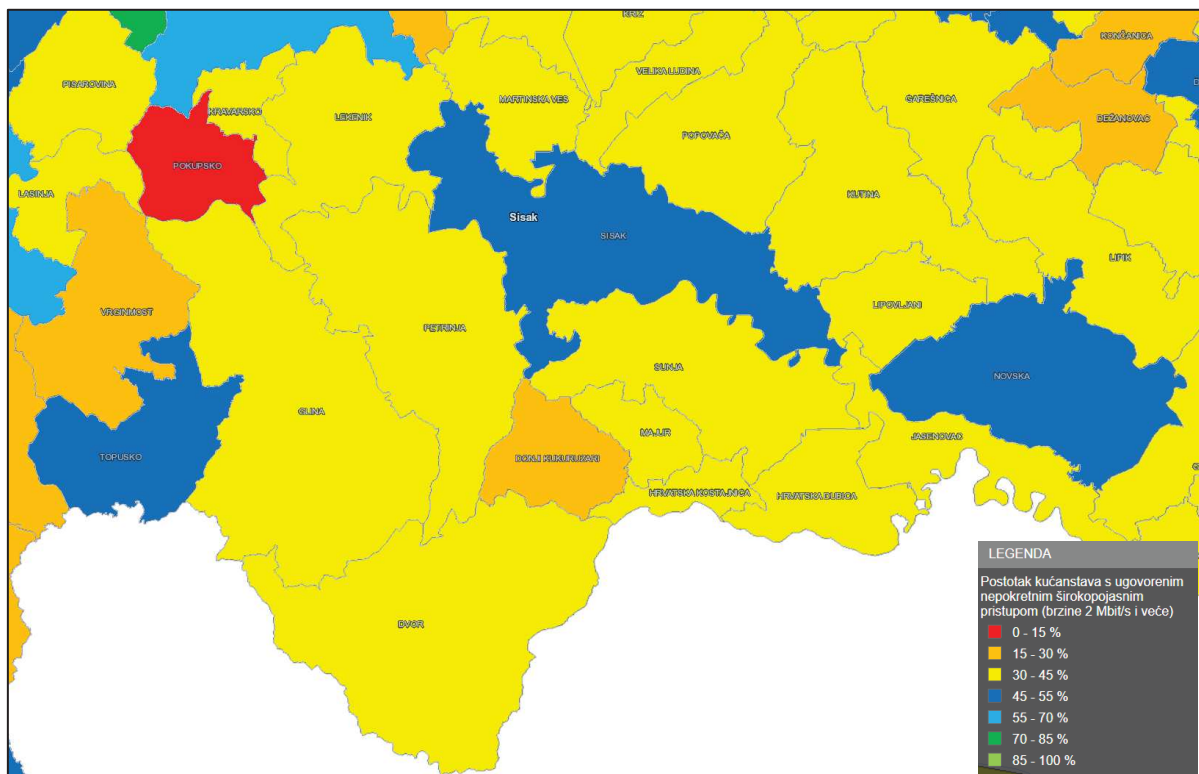 KRIŽ
KONČANICA
VELIKA LUDINA
PISAROVINA
MARTINSKA VES
GAREŠNICA
KRAVARSKO
LEKENIK
DEŽANOVAC
POPOVAČA
POKUPSKO
LASINJA
KUTINA
Sisak
SISAK
LIPIK
VRGINMOST
LIPOVLJANI
PETRINJA
SUNJA
NOVSKA
GLINA
MAJUR
JASENOVAC
TOPUSKO
DONJI KUKURUZARI
HRVATSKA KOSTAJNICA
HRVATSKA DUBICA
DVOR
LEGENDA
Postotak kućanstava s ugovorenim
nepokretnim širokopojasnim
pristupom (brzine 2 Mbit/s i veće)
0 - 15 %
15 - 30 %
30 - 45 %
45 - 55 %
55 - 70 %
70 - 85 %
85 - 100 %